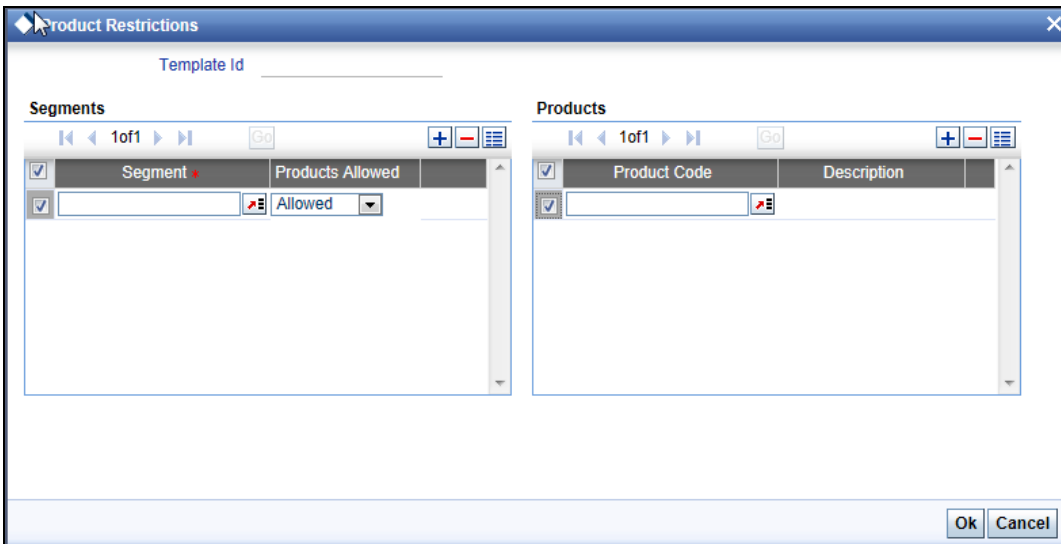 Product Restrictions
Template Id
Segments
1of1 Go
Segment * Products Allowed
Allowed
Products
1of1 Go
Product Code Description
Ok Cancel